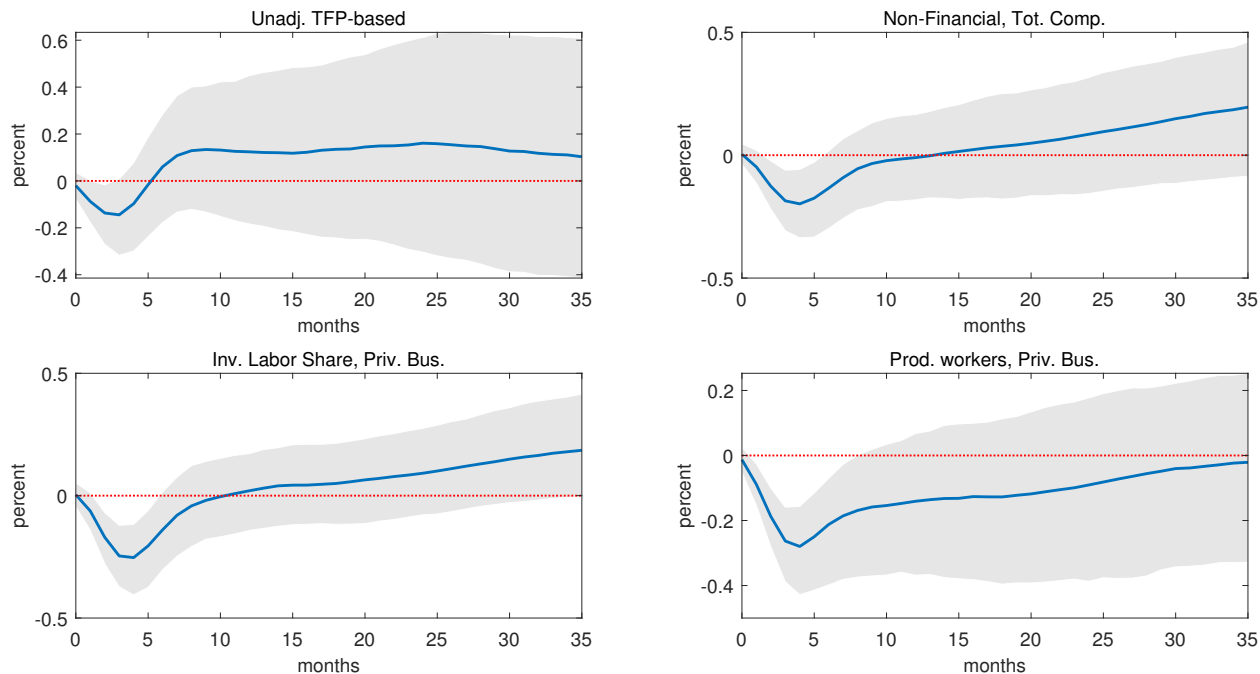 Unadj. TFP-based
percent
0.6
0.4
0.2
0
-0.2
-0.4
0 5 10 15 20 25 30 35
months
Non-Financial, Tot. Comp.
percent
0.5
0
-0.5
0 5 10 15 20 25 30 35
months
Inv. Labor Share, Priv. Bus.
percent
0.5
0
-0.5
0 5 10 15 20 25 30 35
months
Prod. workers, Priv. Bus.
percent
0.2
0
-0.2
-0.4
0 5 10 15 20 25 30 35
months